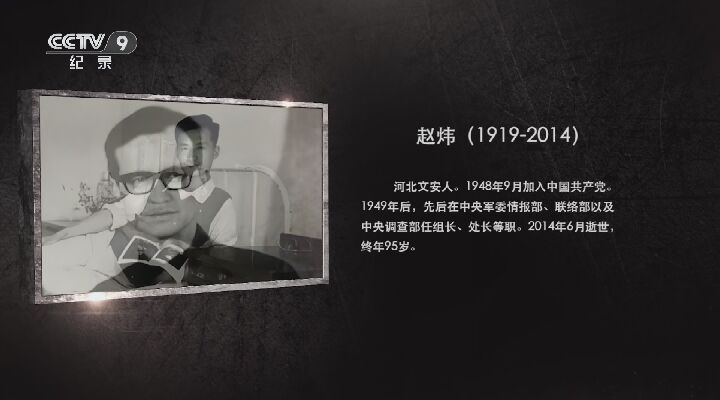 CCTV 9
纪录
赵炜（1919-2014）
河北文安人。1948年9月加入中国共产党。
1949年后，先后在中央军委情报部、联络部以及
中央调查部任组长、处长等职。2014年6月逝世，
终年95岁。